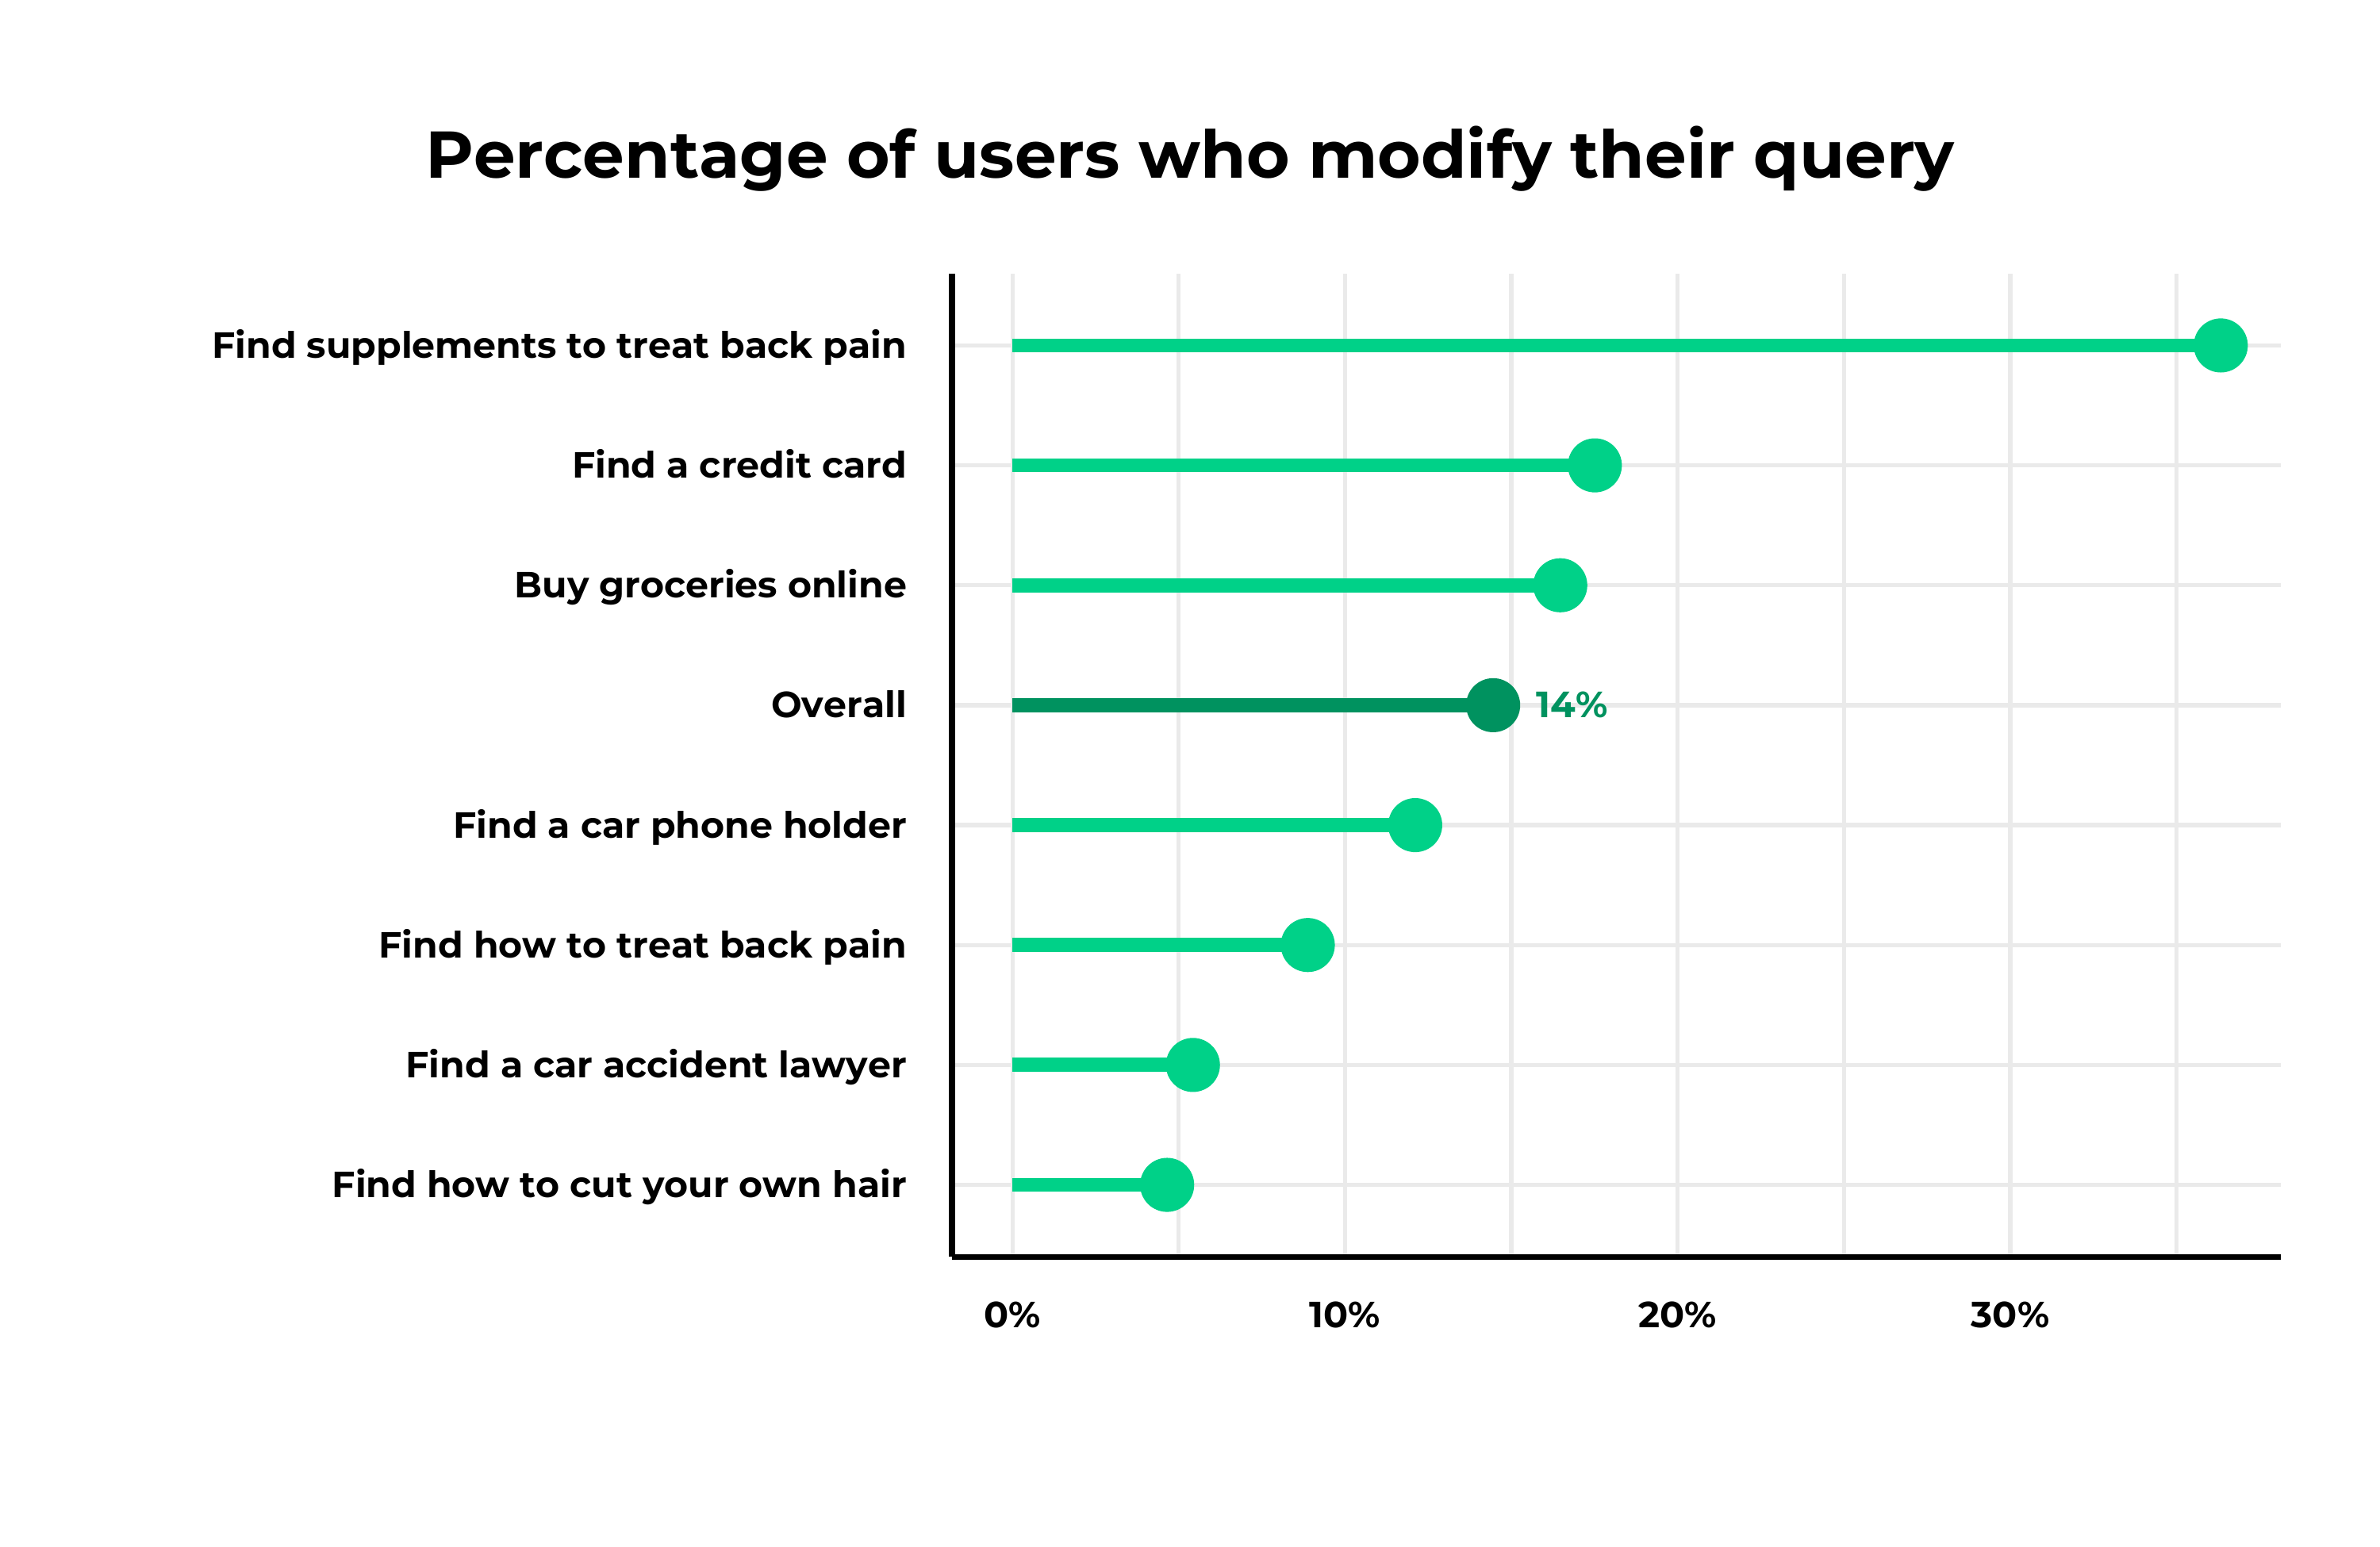 Percentage of users who modify their query
Find supplements to treat back pain
Find a credit card
Buy groceries online
Overall
14%
Find a car phone holder
Find how to treat back pain
Find a car accident lawyer
Find how to cut your own hair
0%
10%
20%
30%